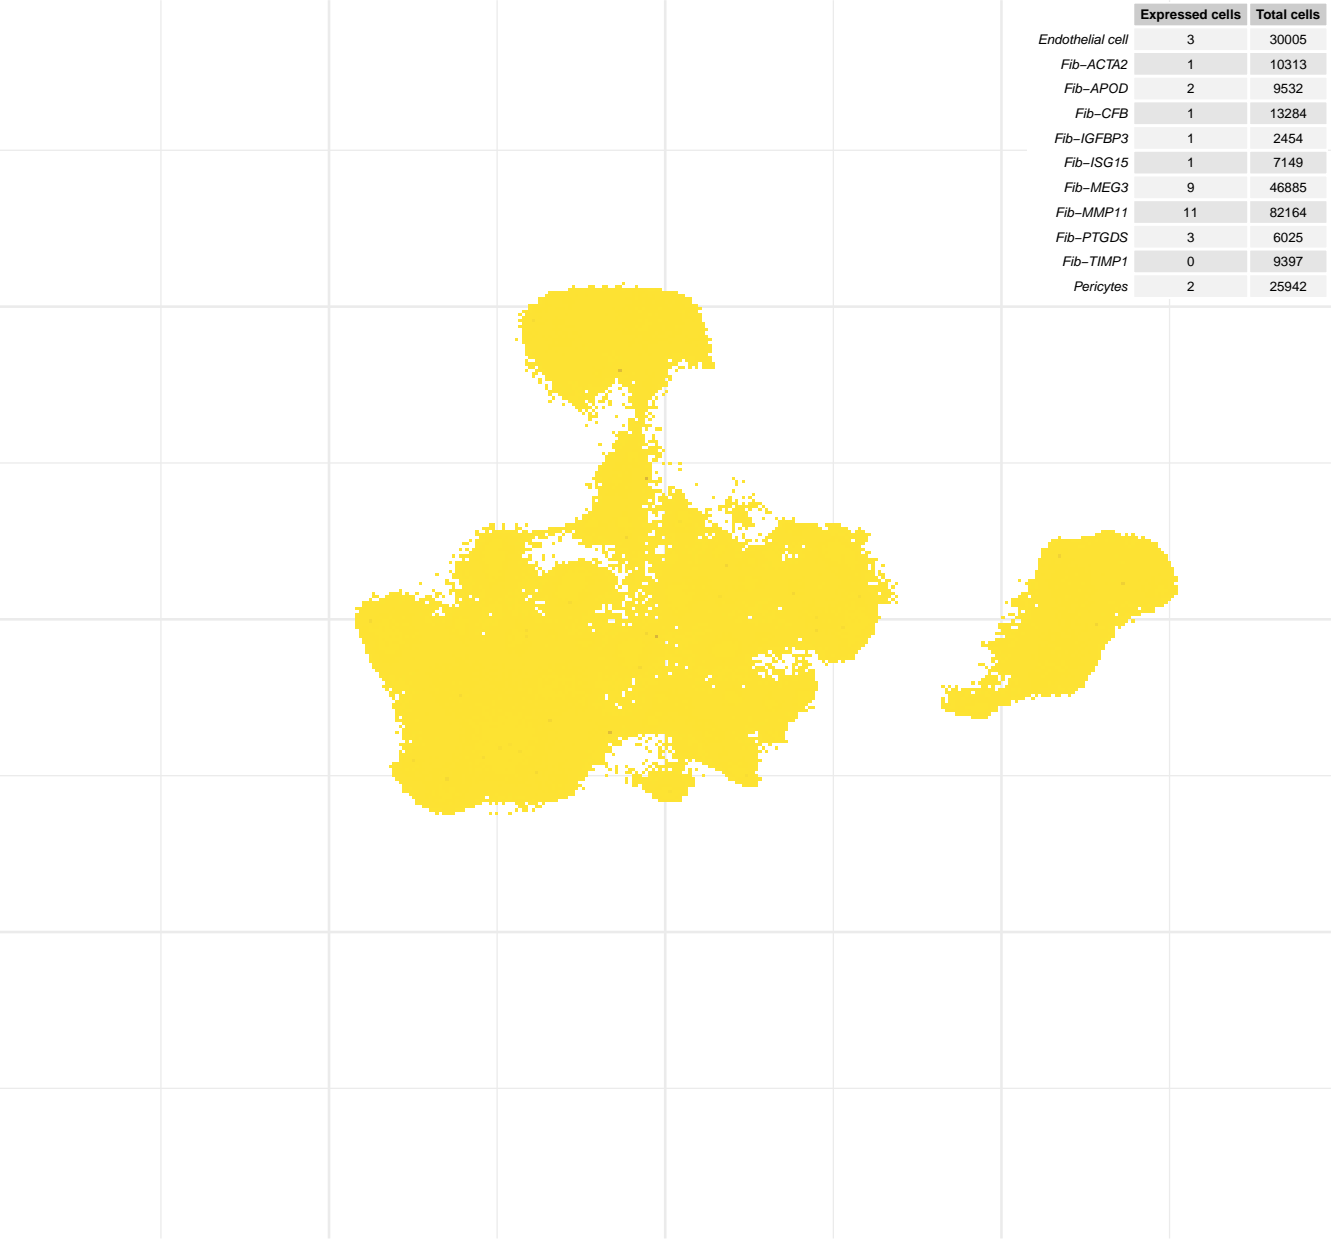 Expressed cells Total cells
Endothelial cell 3 30005
Fib−ACTA2 1 10313
Fib−APOD 2 9532
Fib−CFB 1 13284
Fib−IGFBP3 1 2454
Fib−ISG15 1 7149
Fib−MEG3 9 46885
Fib−MMP11 11 82164
Fib−PTGDS 3 6025
Fib−TIMP1 0 9397
Pericytes 2 25942